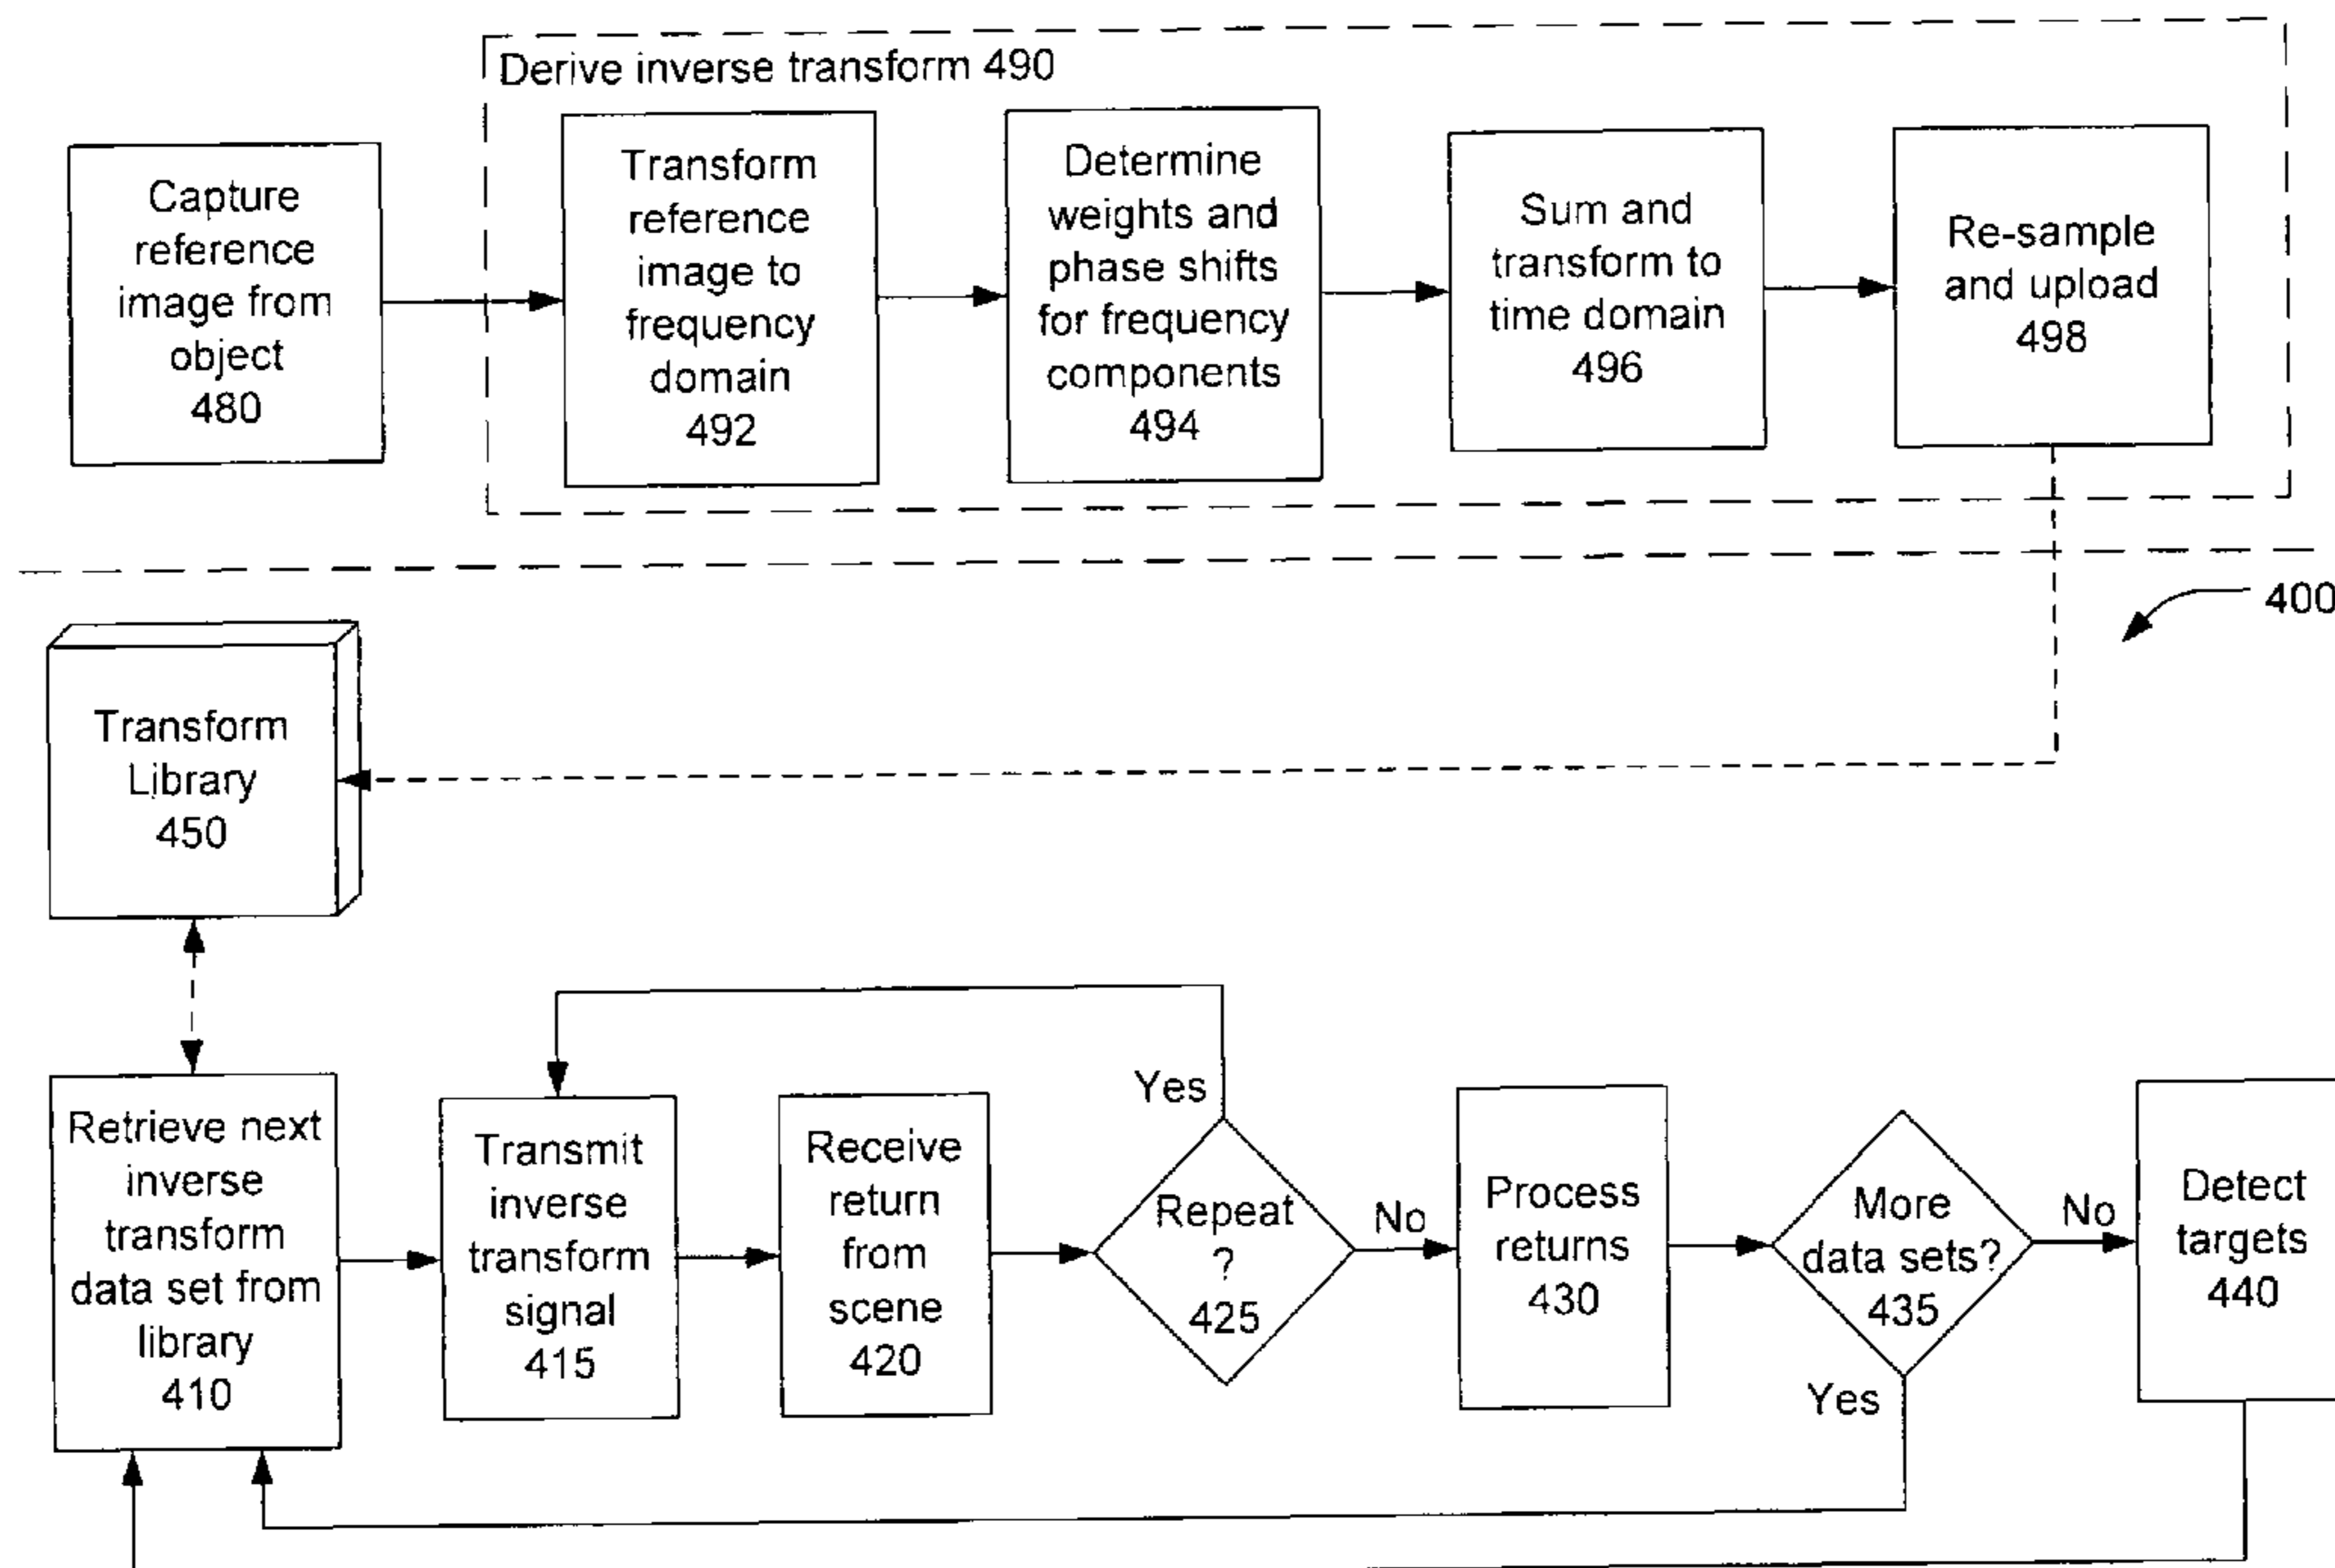 Derive inverse transform 490
Capture
reference
image from
object
480
Transform
reference
image to
frequency
domain
492
Determine
weights and
phase shifts
for frequency
components
494
Sum and
transform to
time domain
496
Re-sample
and upload
498
400
Transform
Library
450
Retrieve next
inverse
transform
data set from
library
410
Transmit
inverse
transform
signal
415
Receive
return
from
scene
420
Yes
Repeat
?
425
No
Process
returns
430
More
data sets?
435
Yes
No
Detect
targets
440